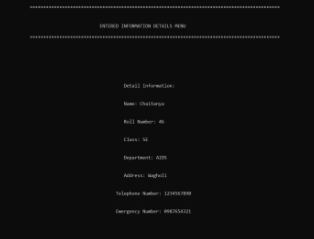 ********************************************************************************
ENTERED INFORMATION DETAILS MENU
********************************************************************************
Detail Information:
Name: Chaitanya
Roll Number: 46
Class: SE
Department: AIDS
Address: Wagholi
Telephone Number: 1234567890
Emergency Number: 0987654321